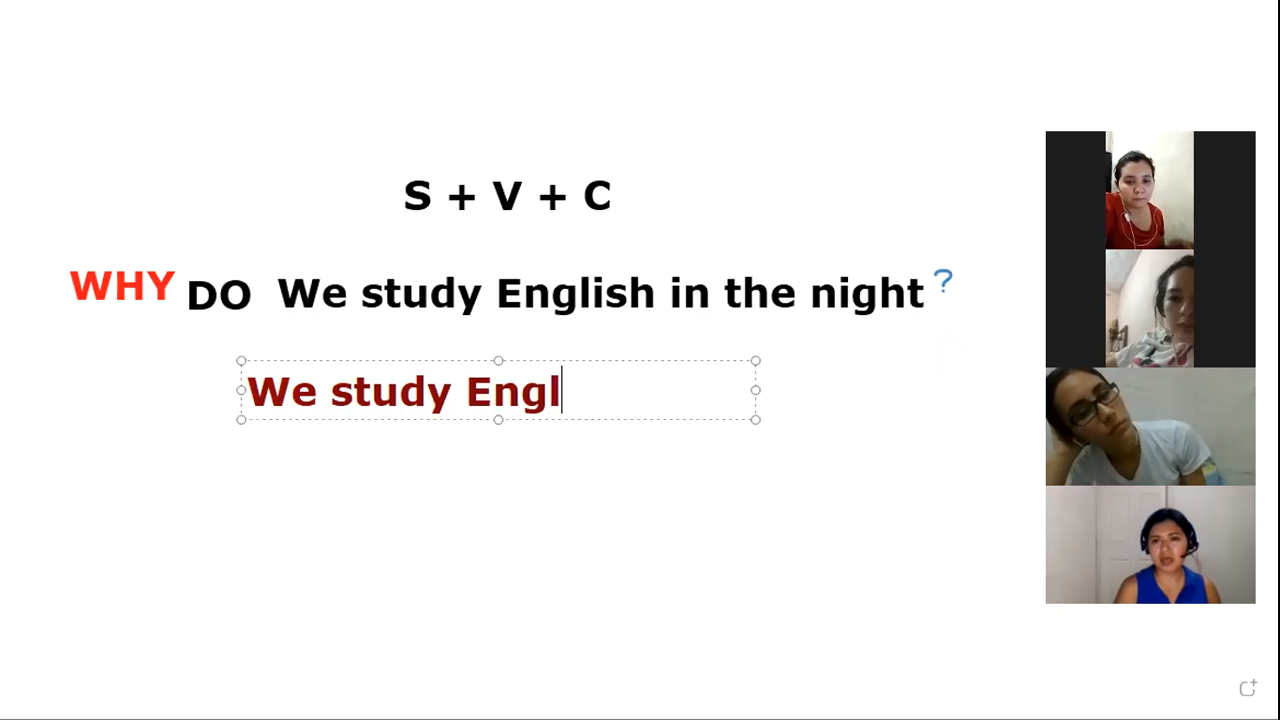 S + V + C
WHY DO We study English in the night ?
We study Engl